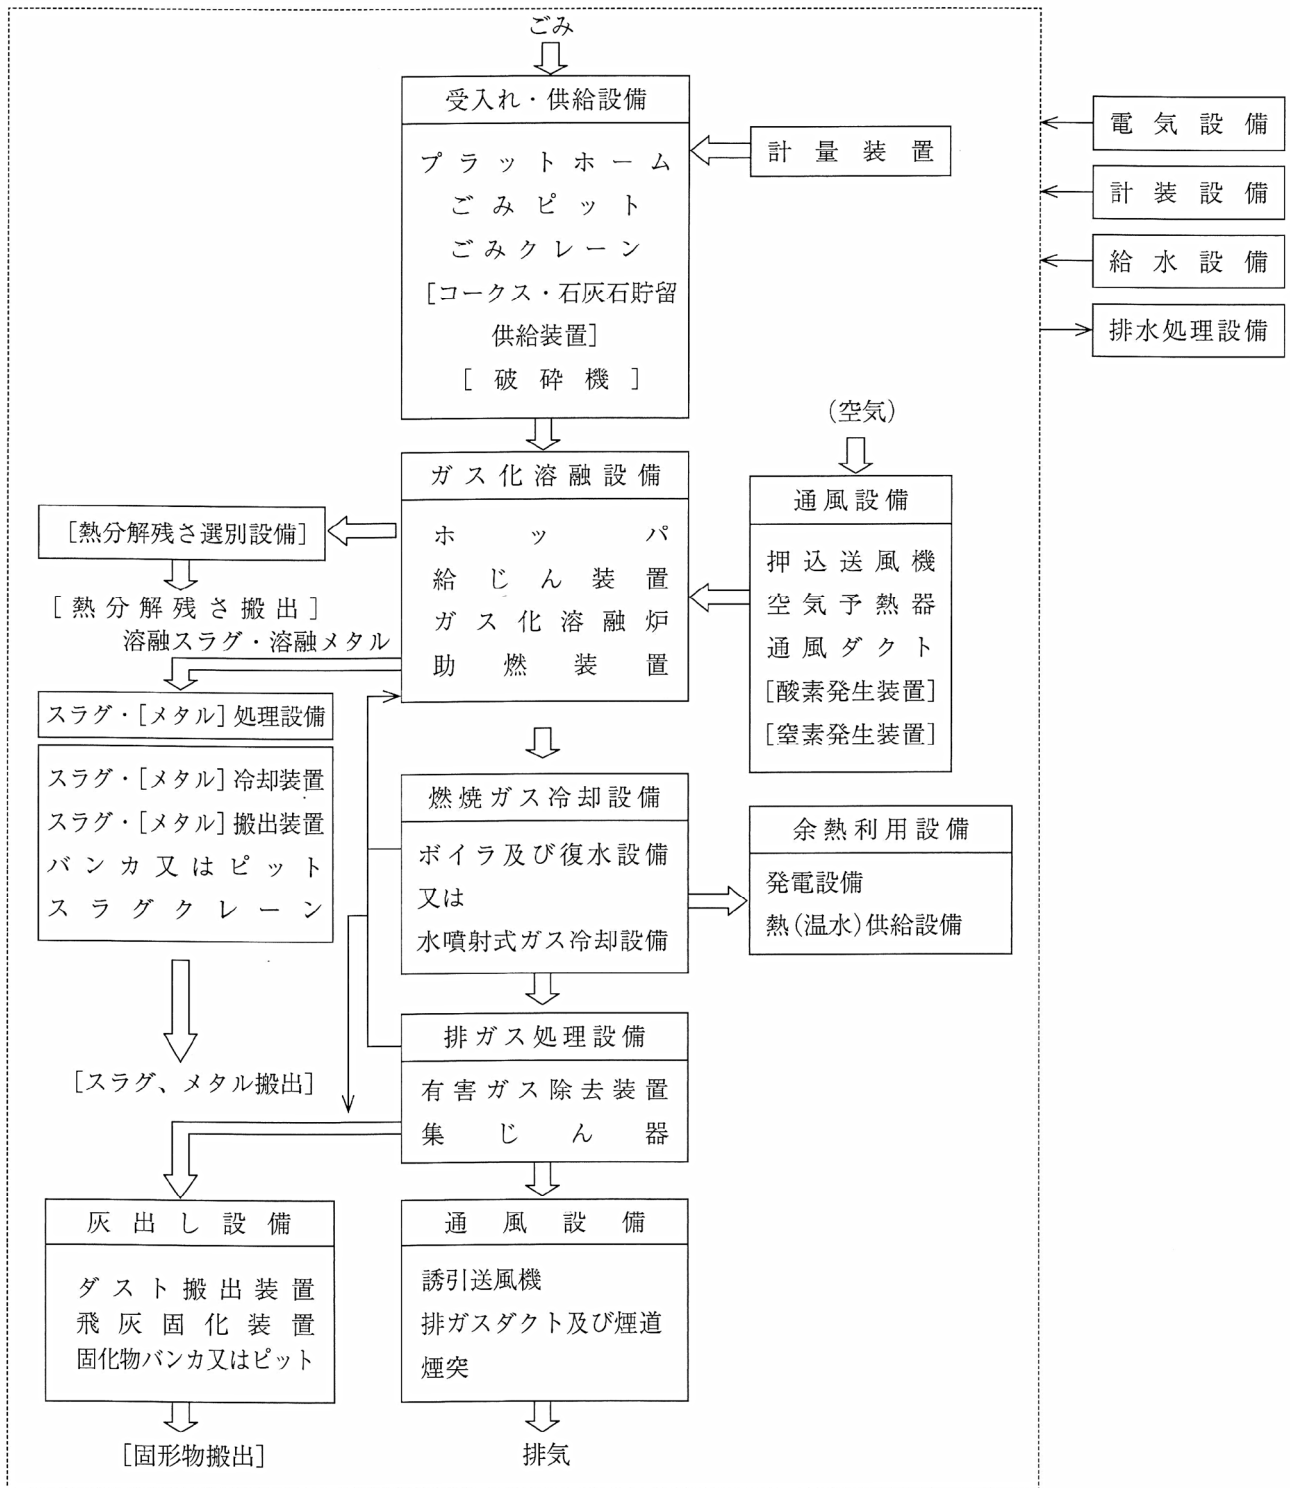 ごみ
受入れ・供給設備
プラットホーム
ごみピット
ごみクレーン
[コークス・石灰石貯留
供給装置]
[破砕機]
計量装置
電気設備
計装設備
給水設備
排水処理設備
(空気)
通風設備
押込送風機
空気予熱器
通風ダクト
[酸素発生装置]
[窒素発生装置]
ガス化溶融設備
ホッパ
給じん装置
ガス化溶融炉
助燃装置
[熱分解残さ選別設備]
[熱分解残さ搬出]
溶融スラグ・溶融メタル
スラグ・[メタル]処理設備
スラグ・[メタル]冷却装置
スラグ・[メタル]搬出装置
バンカ又はピット
スラグクレーン
[スラグ、メタル搬出]
燃焼ガス冷却設備
ボイラ及び復水設備
又は
水噴射式ガス冷却設備
余熱利用設備
発電設備
熱(温水)供給設備
排ガス処理設備
有害ガス除去装置
集じん器
灰出し設備
ダスト搬出装置
飛灰固化装置
固化物バンカ又はピット
[固形物搬出]
通風設備
誘引送風機
排ガスダクト及び煙道
煙突
排気